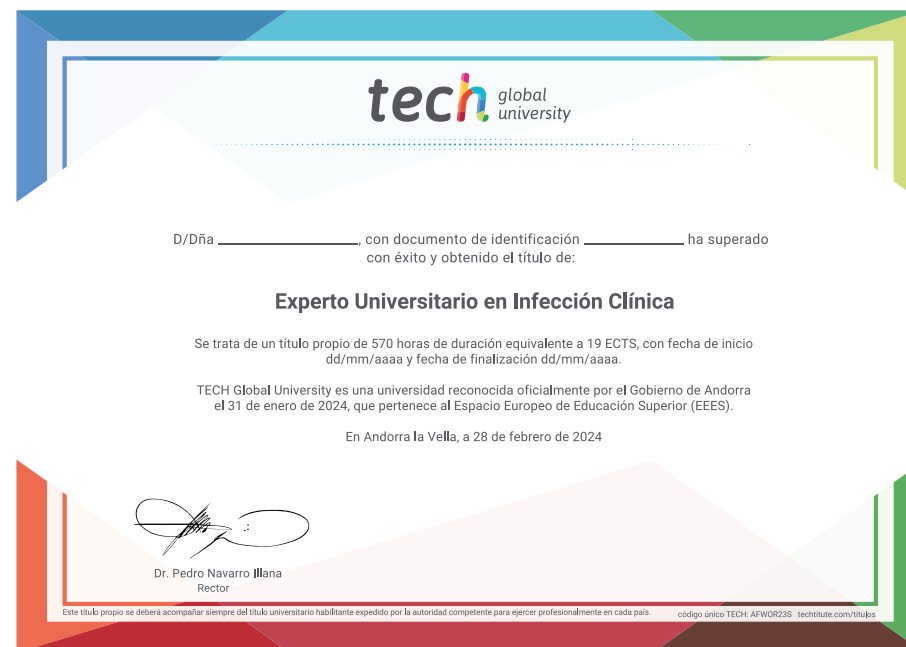 tech global university
D/Dña ____________________, con documento de identificación ______________ ha superado
con éxito y obtenido el título de:
Experto Universitario en Infección Clínica
Se trata de un título propio de 570 horas de duración equivalente a 19 ECTS, con fecha de inicio
dd/mm/aaaa y fecha de finalización dd/mm/aaaa.
TECH Global University es una universidad reconocida oficialmente por el Gobierno de Andorra
el 31 de enero de 2024, que pertenece al Espacio Europeo de Educación Superior (EEES).
En Andorra la Vella, a 28 de febrero de 2024
Dr. Pedro Navarro Illana
Rector
Este título propio se deberá acompañar siempre del título universitario habilitante expedido por la autoridad competente para ejercer profesionalmente en cada país.
código único TECH: AFWOR23S techtitute.com/titulos